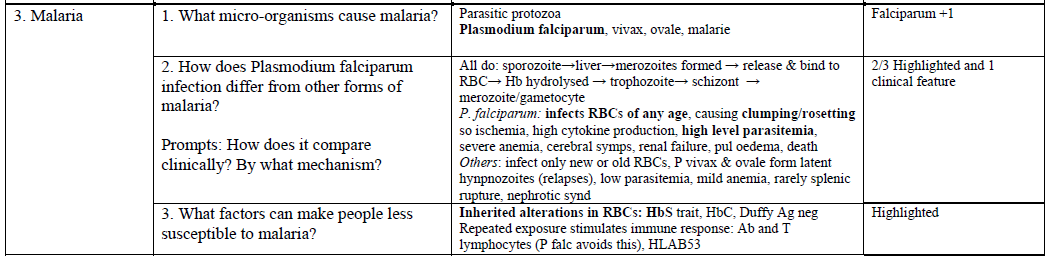 3. Malaria
1. What micro-organisms cause malaria?
Parasitic protozoa
Plasmodium falciparum, vivax, ovale, malarie
Falciparum +1
2. How does Plasmodium falciparum
infection differ from other forms of
malaria?
Prompts: How does it compare
clinically? By what mechanism?
All do: sporozoite→liver→merozoites formed → release & bind to
RBC→ Hb hydrolysed → trophozoite→ schizont →
merozoite/gametocyte
P. falciparum: infects RBCs of any age, causing clumping/rosetting
so ischemia, high cytokine production, high level parasitemia,
severe anemia, cerebral symps, renal failure, pul oedema, death
Others: infect only new or old RBCs, P vivax & ovale form latent
hynpnozoites (relapses), low parasitemia, mild anemia, rarely splenic
rupture, nephrotic synd
2/3 Highlighted and 1
clinical feature
3. What factors can make people less
susceptible to malaria?
Inherited alterations in RBCs: HbS trait, HbC, Duffy Ag neg
Repeated exposure stimulates immune response: Ab and T
lymphocytes (P falc avoids this), HLAB53
Highlighted